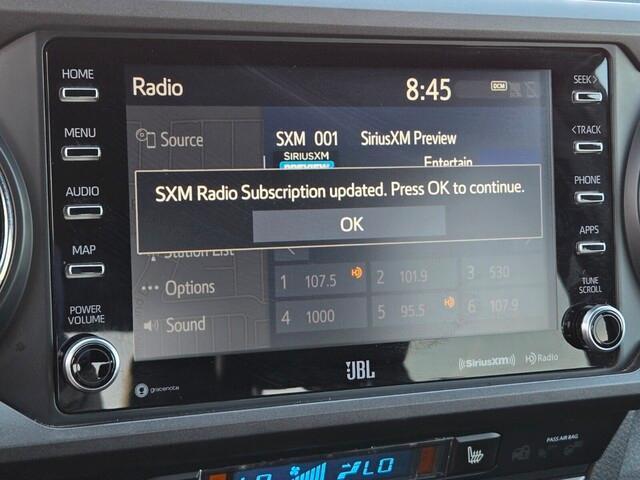 HOME
MENU
AUDIO
MAP
POWER
VOLUME
Radio
8:45
DCM
Source
SXM 001 SiriusXM Preview
SIRIUSXM
PREVIEW
Entertain
SXM Radio Subscription updated. Press OK to continue.
OK
Station List
Options
Sound
1 107.5
2 101.9
3 530
4 1000
5 95.5
6 107.9
SEEK>
<TRACK
PHONE
APPS
TUNE
SCROLL
gracenote
JBL
((SiriusXM))
HD Radio
PASS AIR BAG
LO
LO